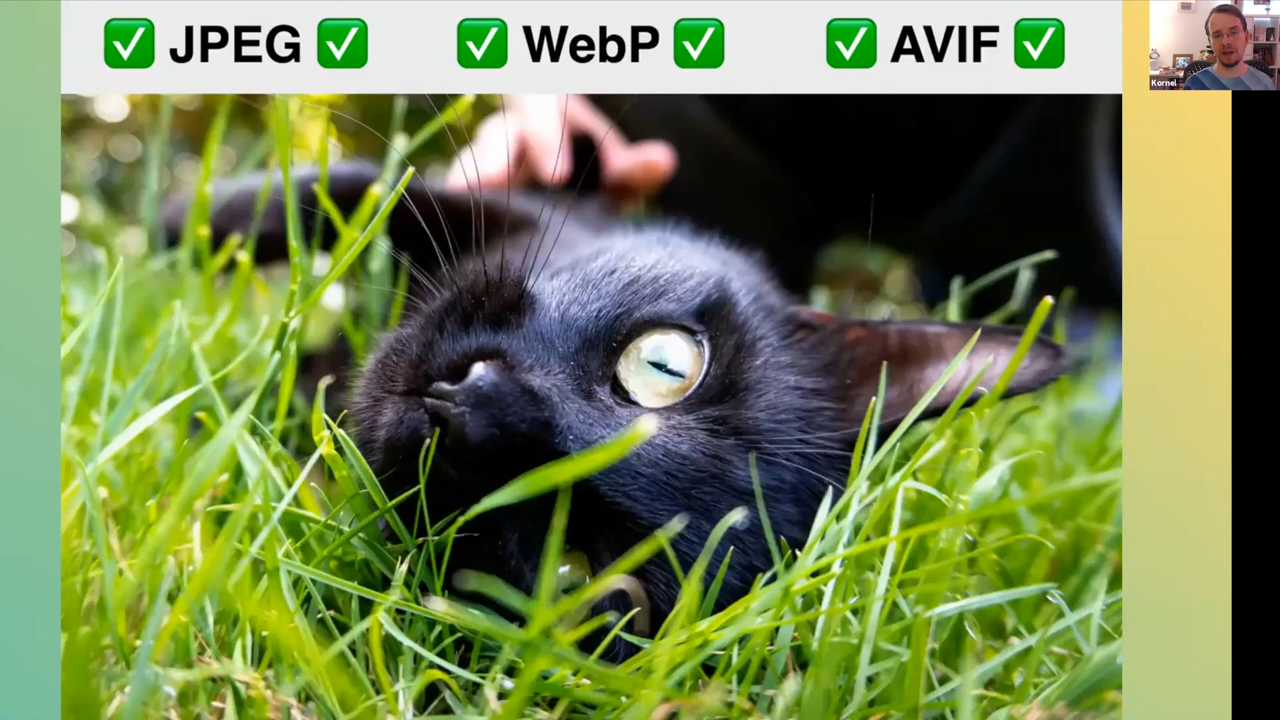 ✅ JPEG ✅ ✅ WebP ✅ ✅ AVIF ✅
Kornel